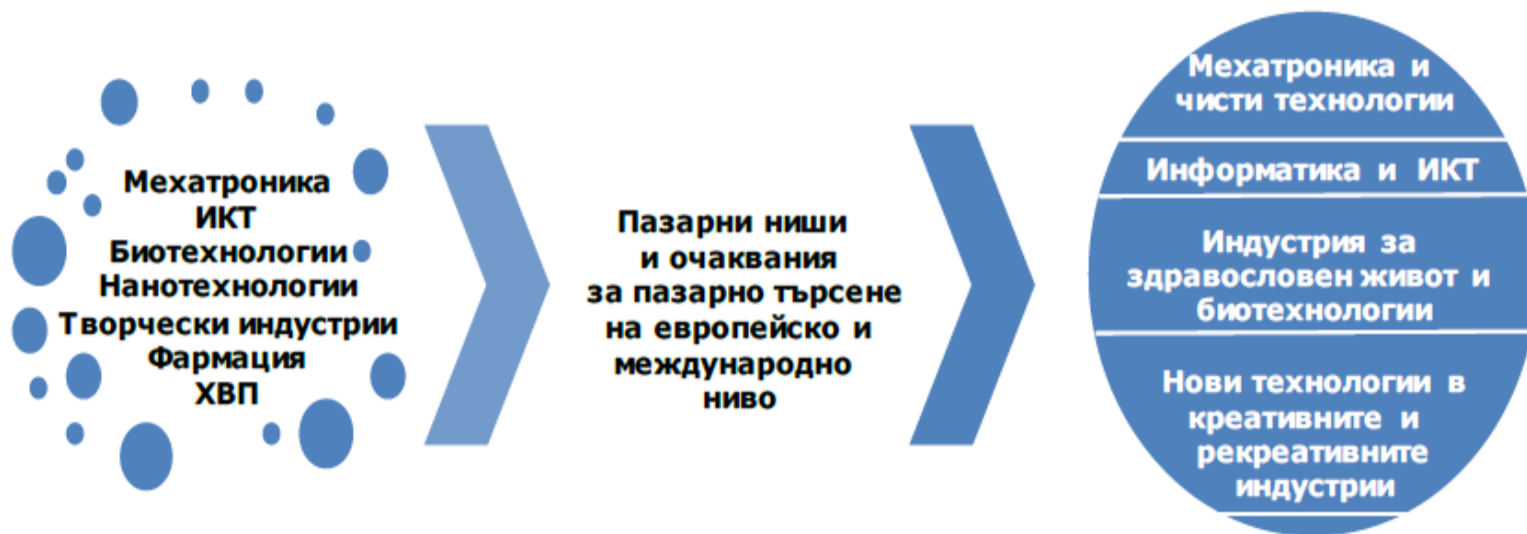 Мехатроника
ИКТ
Биотехнологии
Нанотехнологии
Творчески индустрии
Фармация
ХВП
Пазарни ниши
и очаквания
за пазарно търсене
на европейско и
международно
ниво
Мехатроника и
чисти технологии
Информатика и ИКТ
Индустрия за
здравословен живот и
биотехнологии
Нови технологии в
креативните и
рекреативните
индустрии